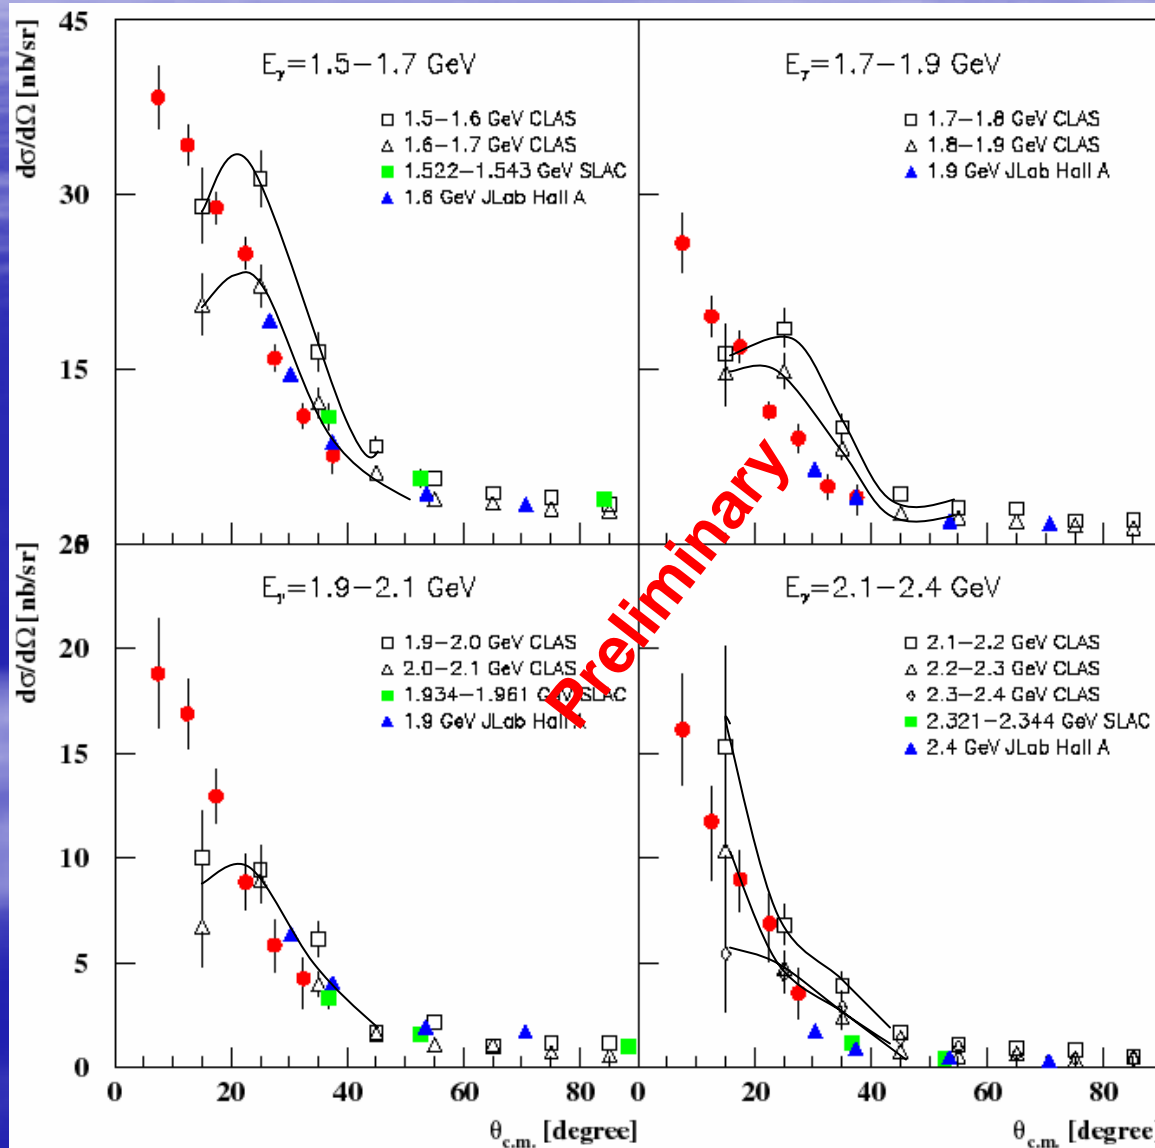 45
30
15
dσ/dΩ [nb/sr]
E_γ=1.5−1.7 GeV
1.5−1.6 GeV CLAS
1.6−1.7 GeV CLAS
1.522−1.543 GeV SLAC
1.6 GeV JLab Hall A
E_γ=1.7−1.9 GeV
1.7−1.8 GeV CLAS
1.8−1.9 GeV CLAS
1.9 GeV JLab Hall A
Preliminary
20
15
10
5
0
dσ/dΩ [nb/sr]
E_γ=1.9−2.1 GeV
1.9−2.0 GeV CLAS
2.0−2.1 GeV CLAS
1.934−1.961 GeV SLAC
1.9 GeV JLab Hall A
E_γ=2.1−2.4 GeV
2.1−2.2 GeV CLAS
2.2−2.3 GeV CLAS
2.3−2.4 GeV CLAS
2.321−2.344 GeV SLAC
2.4 GeV JLab Hall A
0 20 40 60 80 0 20 40 60 80
θc.m. [degree] θc.m. [degree